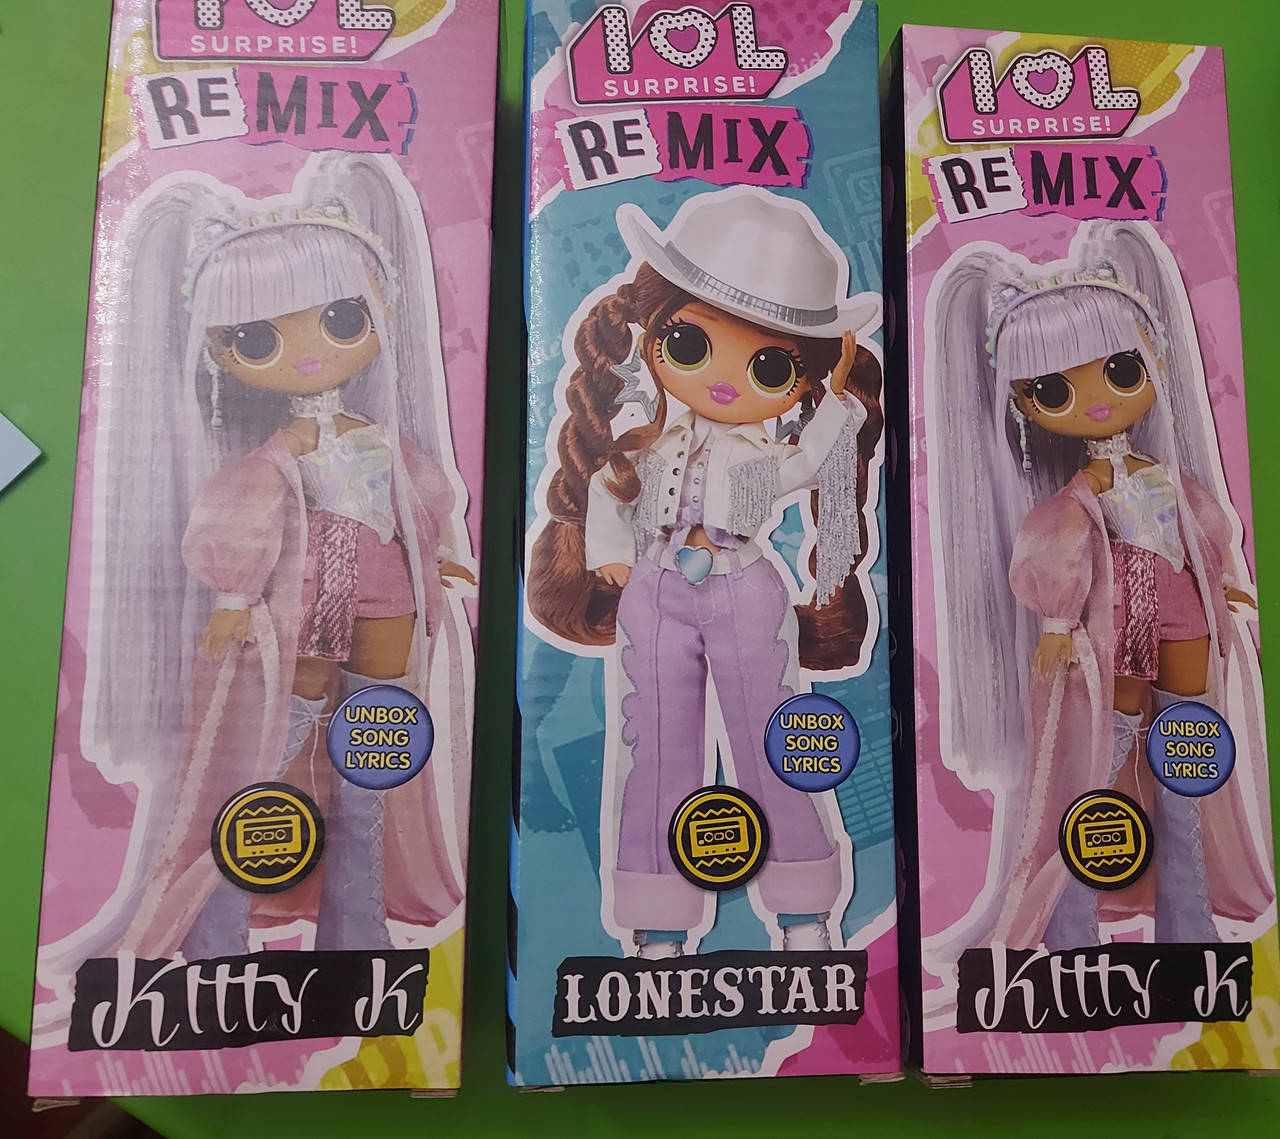 LOL
SURPRISE!
REMIX
UNBOX
SONG
LYRICS
Kitty K
LOL
SURPRISE!
REMIX
UNBOX
SONG
LYRICS
LONESTAR
LOL
SURPRISE!
REMIX
UNBOX
SONG
LYRICS
Kitty K